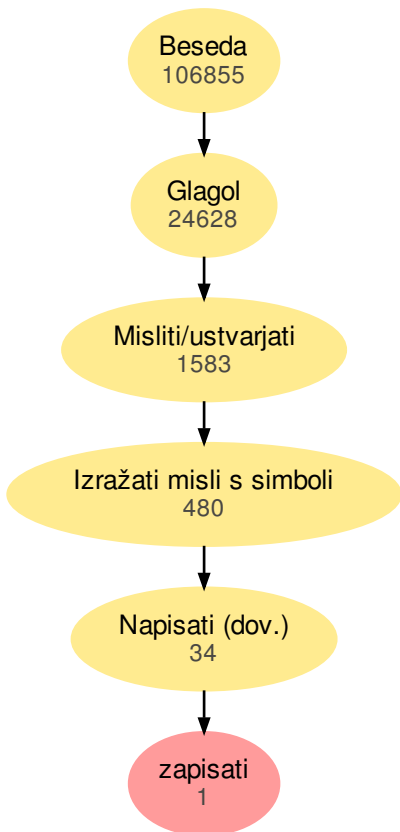 Beseda
106855
Glagol
24628
Misliti/ustvarjati
1583
Izražati misli s simboli
480
Napisati (dov.)
34
zapisati
1